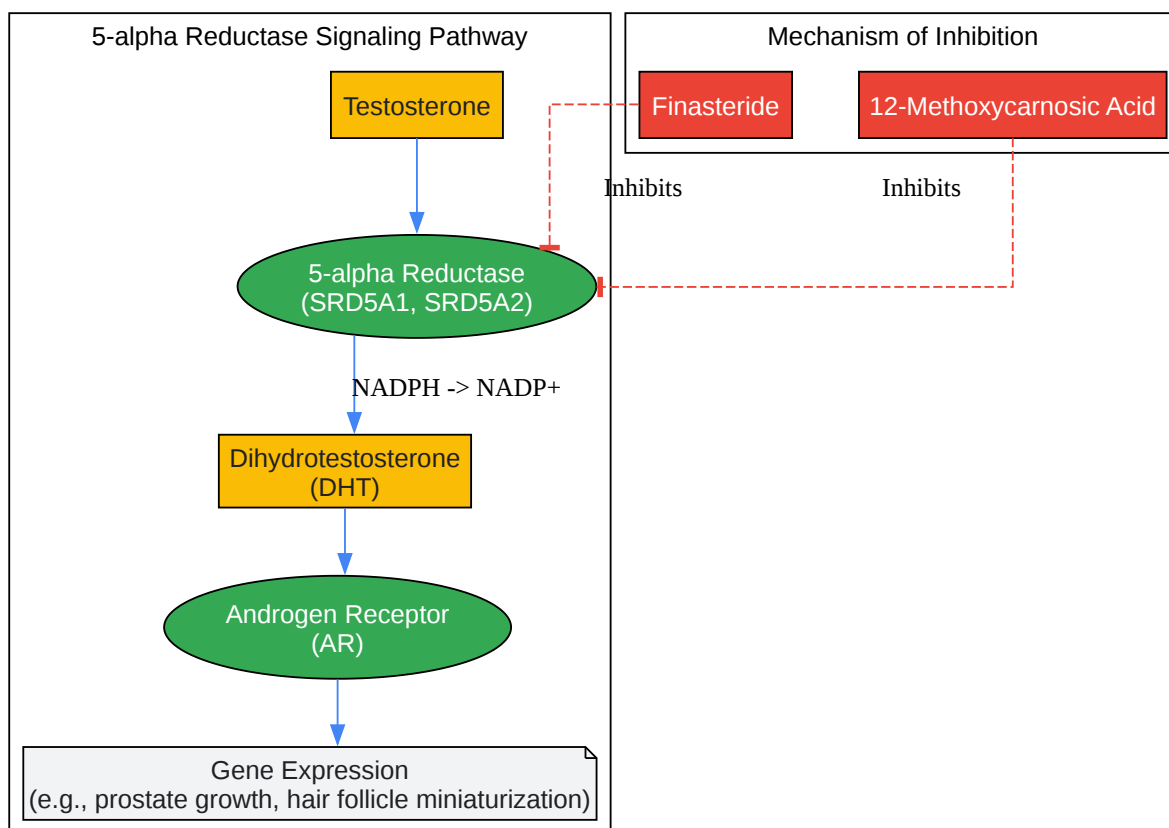 5-alpha Reductase Signaling Pathway
Mechanism of Inhibition
Testosterone
Finasteride
12-Methoxycarnosic Acid
Inhibits
Inhibits
5-alpha Reductase
(SRD5A1, SRD5A2)
NADPH -> NADP+
Dihydrotestosterone
(DHT)
Androgen Receptor
(AR)
Gene Expression
(e.g., prostate growth, hair follicle miniaturization)